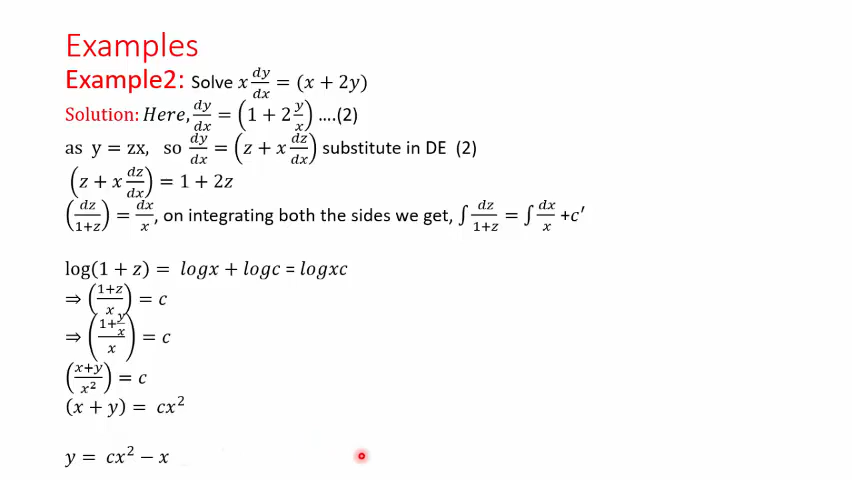 Examples
Example2: Solve x dy/dx = (x + 2y)
Solution: Here, dy/dx = (1 + 2 y/x) ....(2)
as y = zx, so dy/dx = (z + x dz/dx) substitute in DE (2)
(z + x dz/dx) = 1 + 2z
(dz/1+z) = dx/x, on integrating both the sides we get, ∫ dz/1+z = ∫ dx/x +c′
log(1 + z) = logx + logc = logxc
⇒ (1+z/x) = c
⇒ (1+y/x/x) = c
(x+y/x²) = c
(x + y) = cx²
y = cx² − x